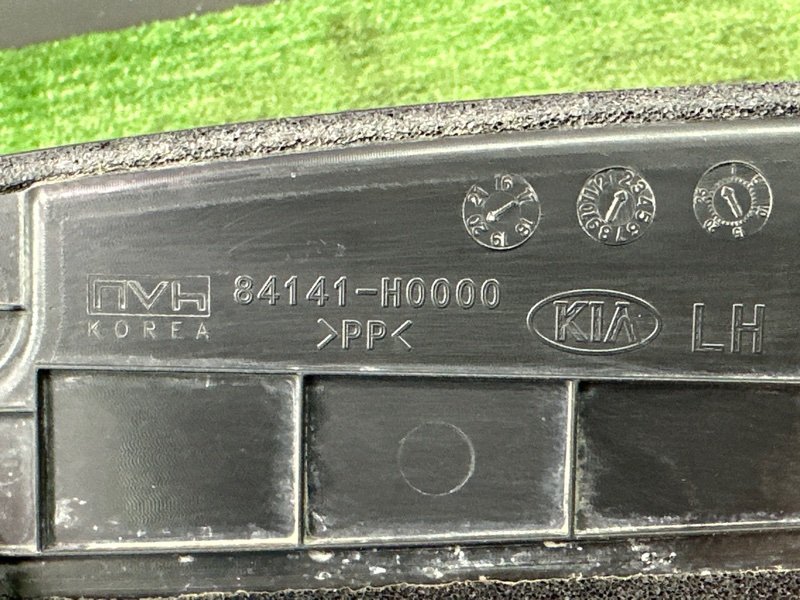 nVh
KOREA
84141-H0000
>PP<
KIA
LH